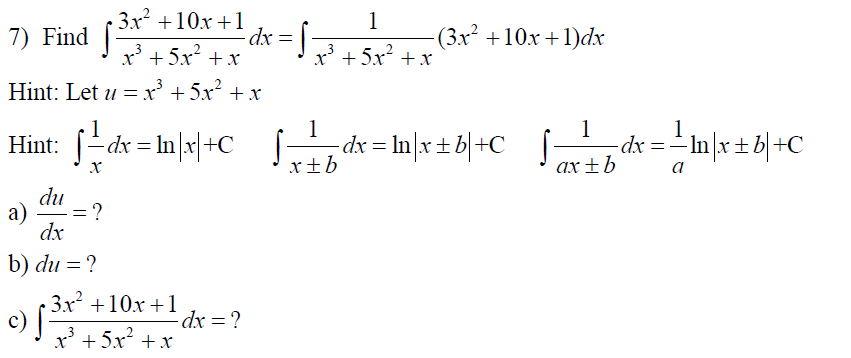 7) Find ∫ (3x² +10x+1)/(x³ +5x² +x) dx = ∫ 1/(x³ +5x² +x) (3x² +10x+1)dx
Hint: Let u = x³ +5x² +x
Hint: ∫ 1/x dx = ln|x|+C ∫ 1/(x±b) dx = ln|x±b|+C ∫ 1/(ax±b) dx = 1/a ln|x±b|+C
a) du/dx = ?
b) du = ?
c) ∫ (3x² +10x+1)/(x³ +5x² +x) dx = ?